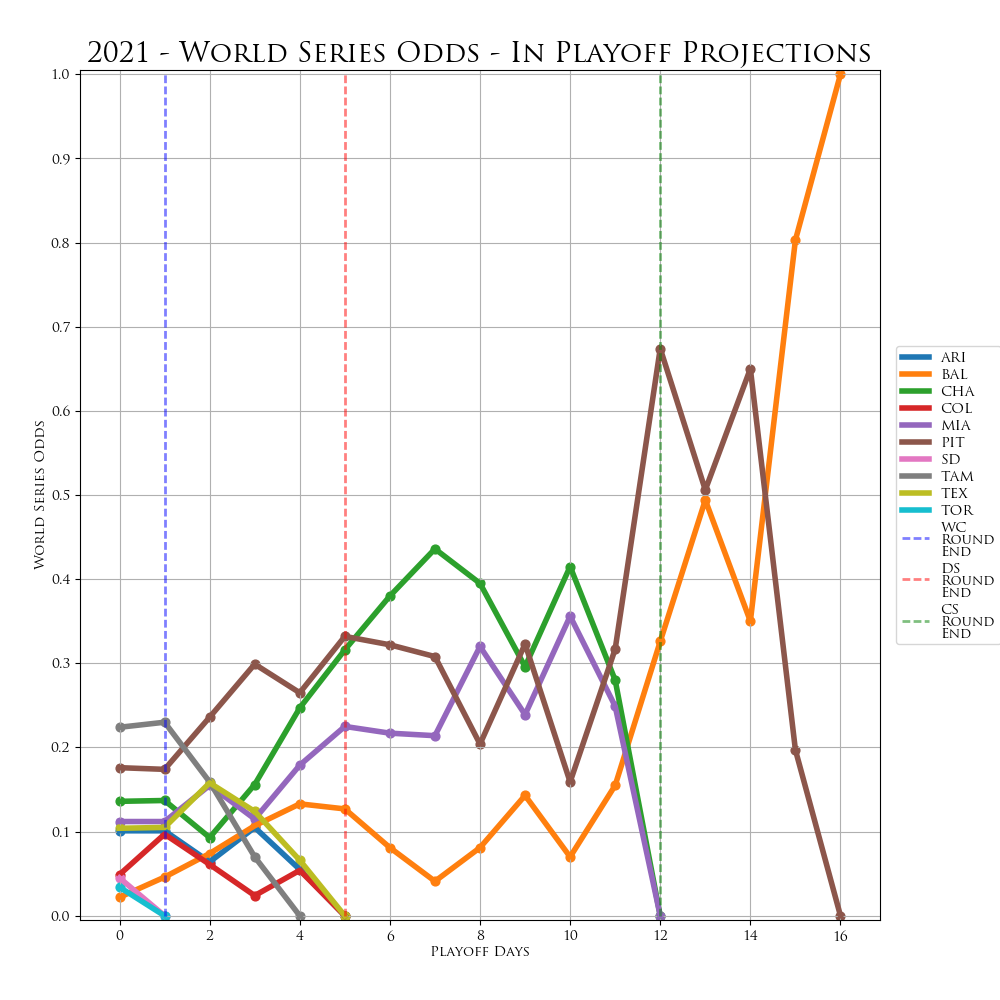 2021 - World Series Odds - In Playoff Projections
1.0
0.9
0.8
0.7
0.6
0.5
0.4
0.3
0.2
0.1
0.0
World Series Odds
0 2 4 6 8 10 12 14 16
Playoff Days
ARI
BAL
CHA
COL
MIA
PIT
SD
TAM
TEX
TOR
WC
Round
End
DS
Round
End
CS
Round
End